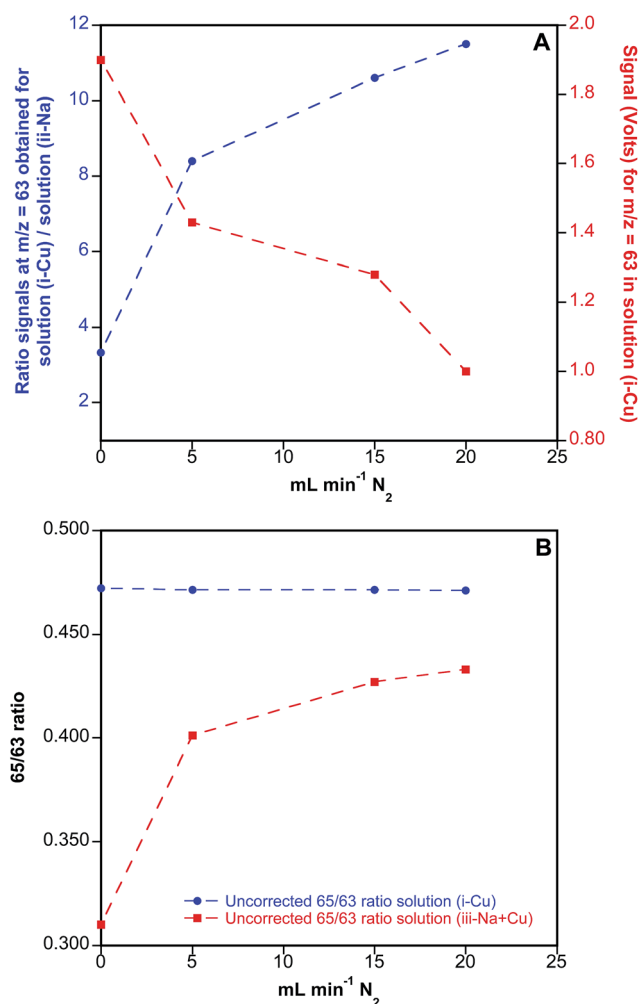 A
12
10
8
6
4
2
Ratio signals at m/z = 63 obtained for
solution (i-Cu) / solution (ii-Na)
2.0
1.8
1.6
1.4
1.2
1.0
0.80
Signal (Volts) for m/z = 63 in
solution (i-Cu)
0 5 10 15 20 25
mL min⁻¹ N₂
B
0.500
0.450
0.400
0.350
0.300
65/63 ratio
Uncorrected 65/63 ratio solution (i-Cu)
Uncorrected 65/63 ratio solution (iii-Na+Cu)
0 5 10 15 20 25
mL min⁻¹ N₂